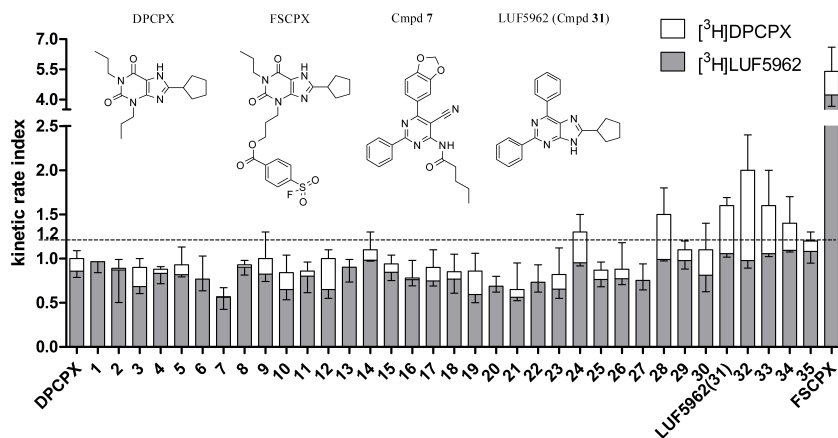 DPCPX FSCPX Cmpd 7 LUF5962 (Cmpd 31)
[³H]DPCPX
[³H]LUF5962
kinetic rate index
7.0
5.5
4.0
2.5
2.0
1.5
1.2
1.0
0.5
0.0
O H N N N O N
O H N N N O N O O S O O F
O O N N N NH O
N N N N H
DPCPX 1 2 3 4 5 6 7 8 9 10 11 12 13 14 15 16 17 18 19 20 21 22 23 24 25 26 27 28 29 30 LUF5962(31) 32 33 34 35 FSCPX